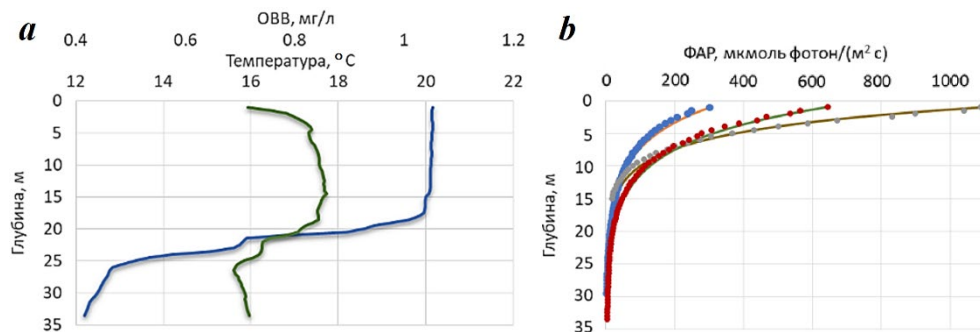 a
ОВВ, мг/л
0.4 0.6 0.8 1 1.2
Температура, °C
12 14 16 18 20 22
Глубина, м
0
5
10
15
20
25
30
35
b
ФАР, мкмоль фотон/(м² с)
0 200 400 600 800 1000
Глубина, м
0
5
10
15
20
25
30
35